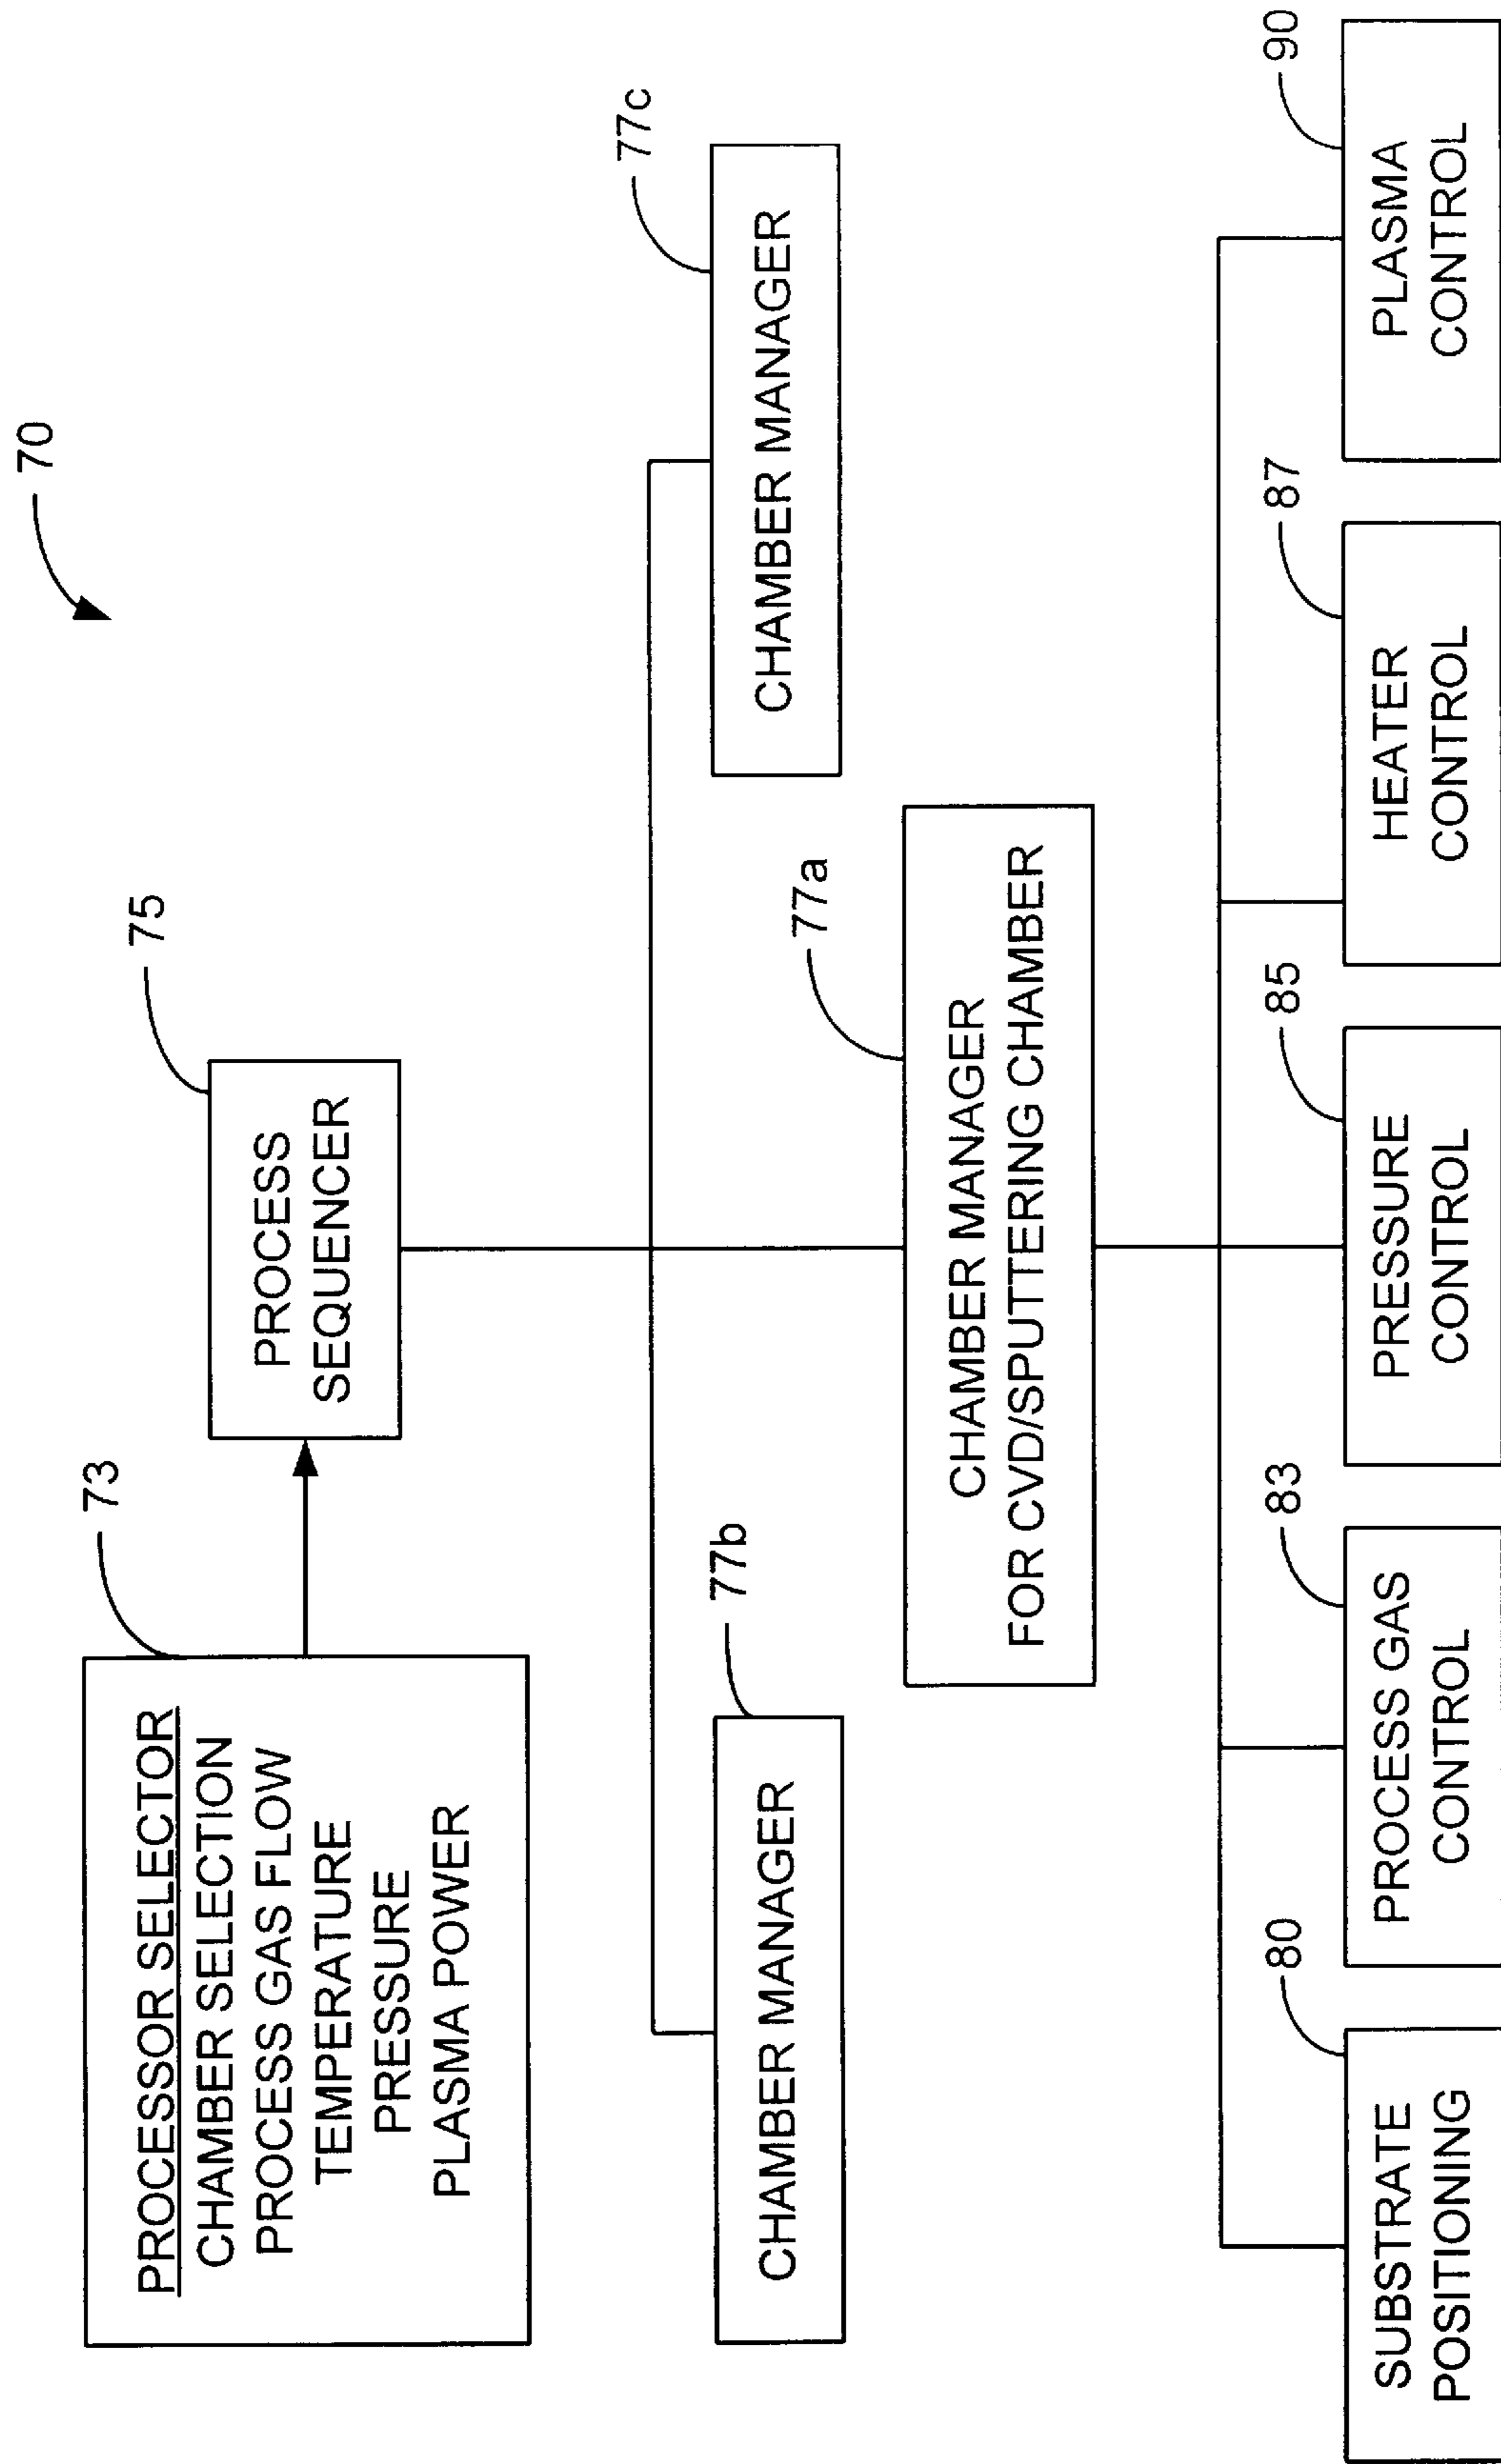 70
73
PROCESSOR SELECTOR
CHAMBER SELECTION
PROCESS GAS FLOW
TEMPERATURE
PRESSURE
PLASMA POWER
75
PROCESS
SEQUENCER
77b
CHAMBER MANAGER
77c
CHAMBER MANAGER
77a
CHAMBER MANAGER
FOR CVD/SPUTTERING CHAMBER
80
SUBSTRATE
POSITIONING
83
PROCESS GAS
CONTROL
85
PRESSURE
CONTROL
87
HEATER
CONTROL
90
PLASMA
CONTROL